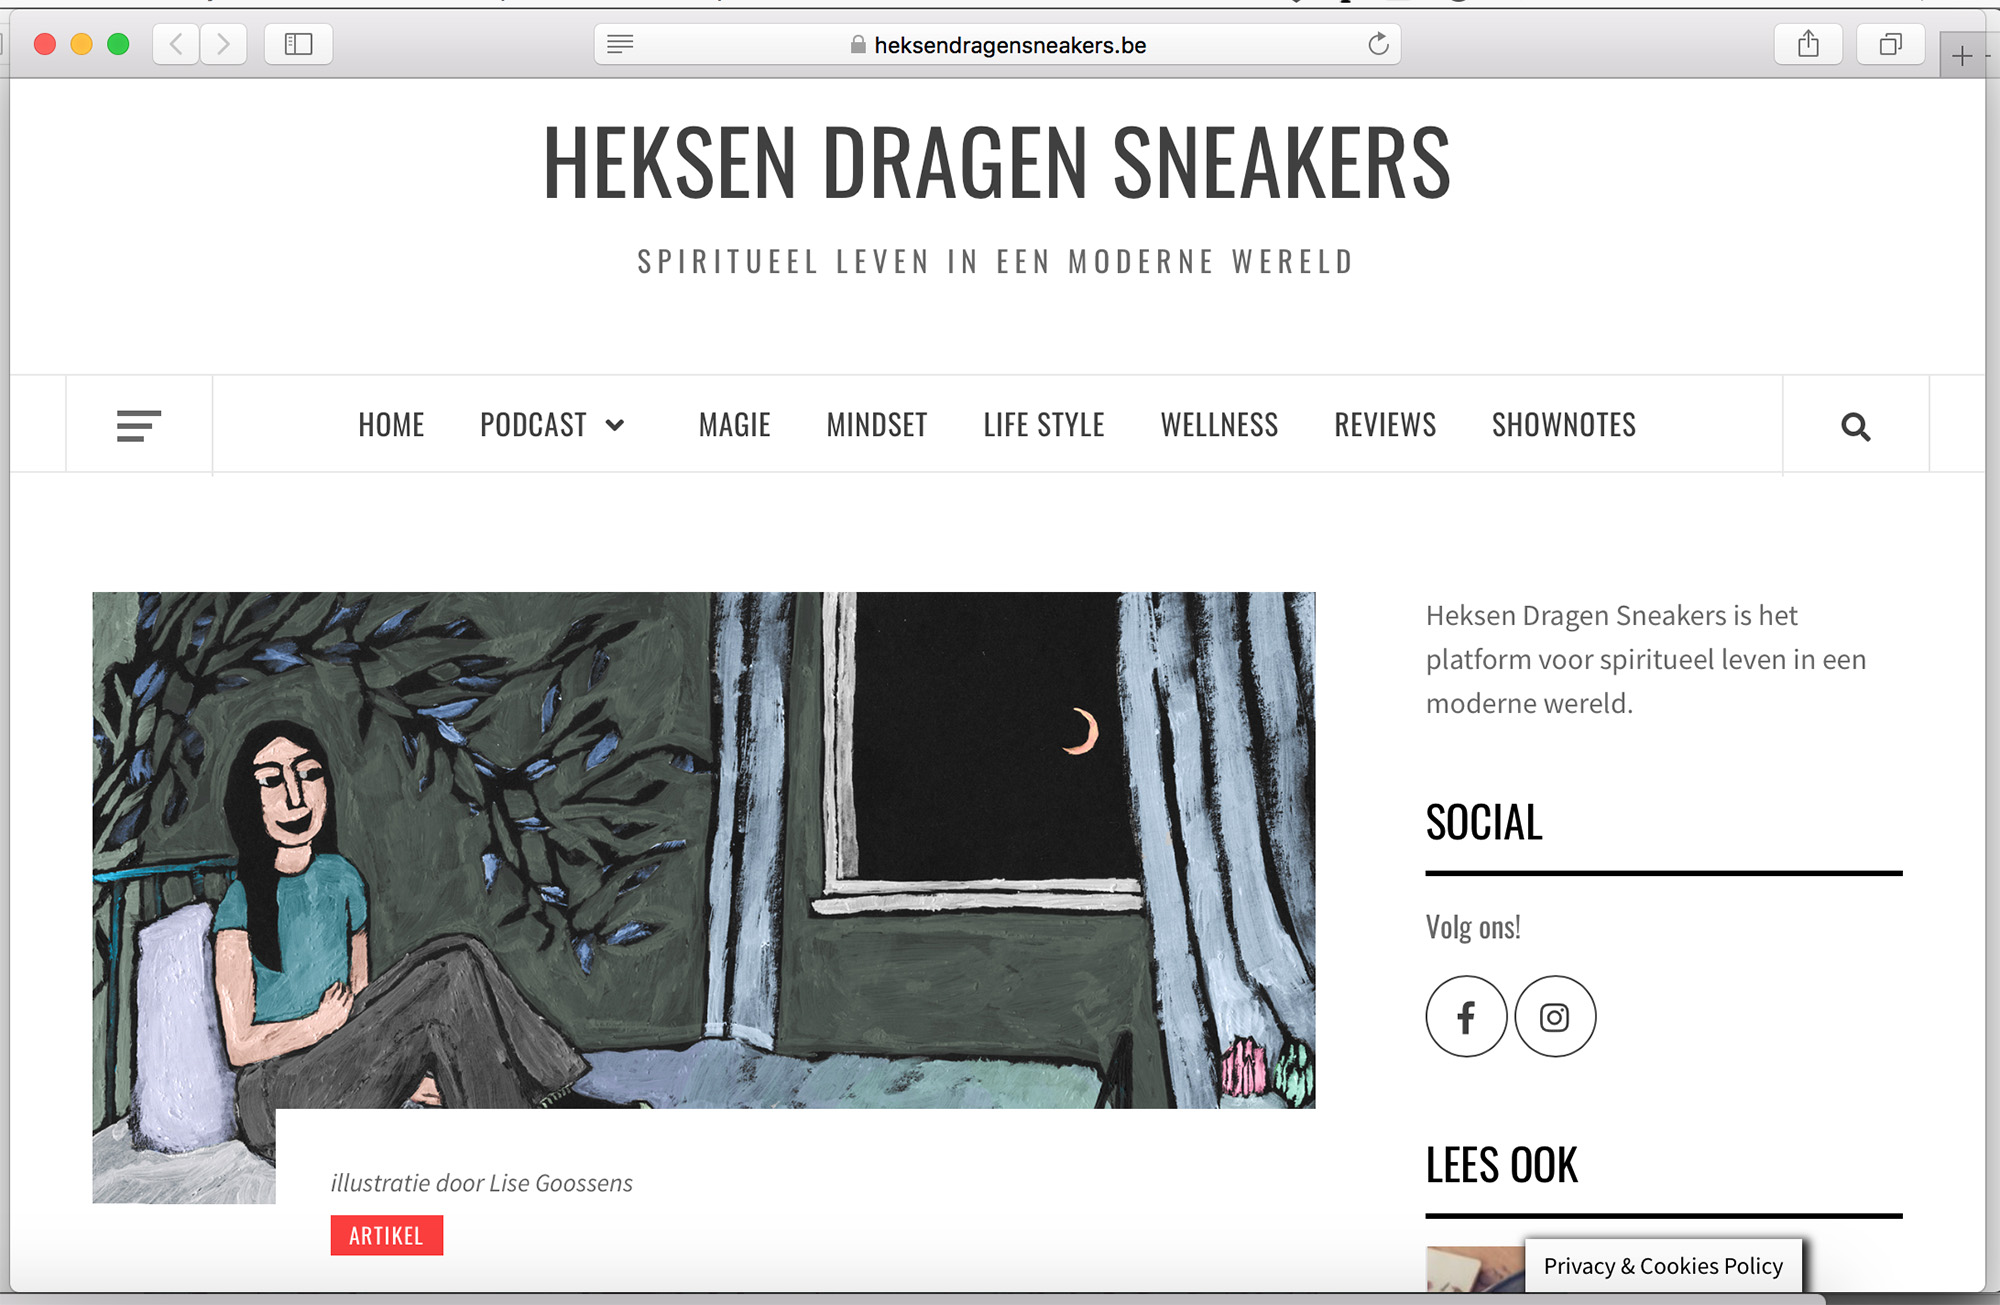 heksendragensneakers.be
HEKSEN DRAGEN SNEAKERS
SPIRITUEEL LEVEN IN EEN MODERNE WERELD
HOME PODCAST MAGIE MINDSET LIFE STYLE WELLNESS REVIEWS SHOWNOTES
illustratie door Lise Goossens
ARTIKEL
Heksen Dragen Sneakers is het
platform voor spiritueel leven in een
moderne wereld.
SOCIAL
Volg ons!
LEES OOK
Privacy & Cookies Policy